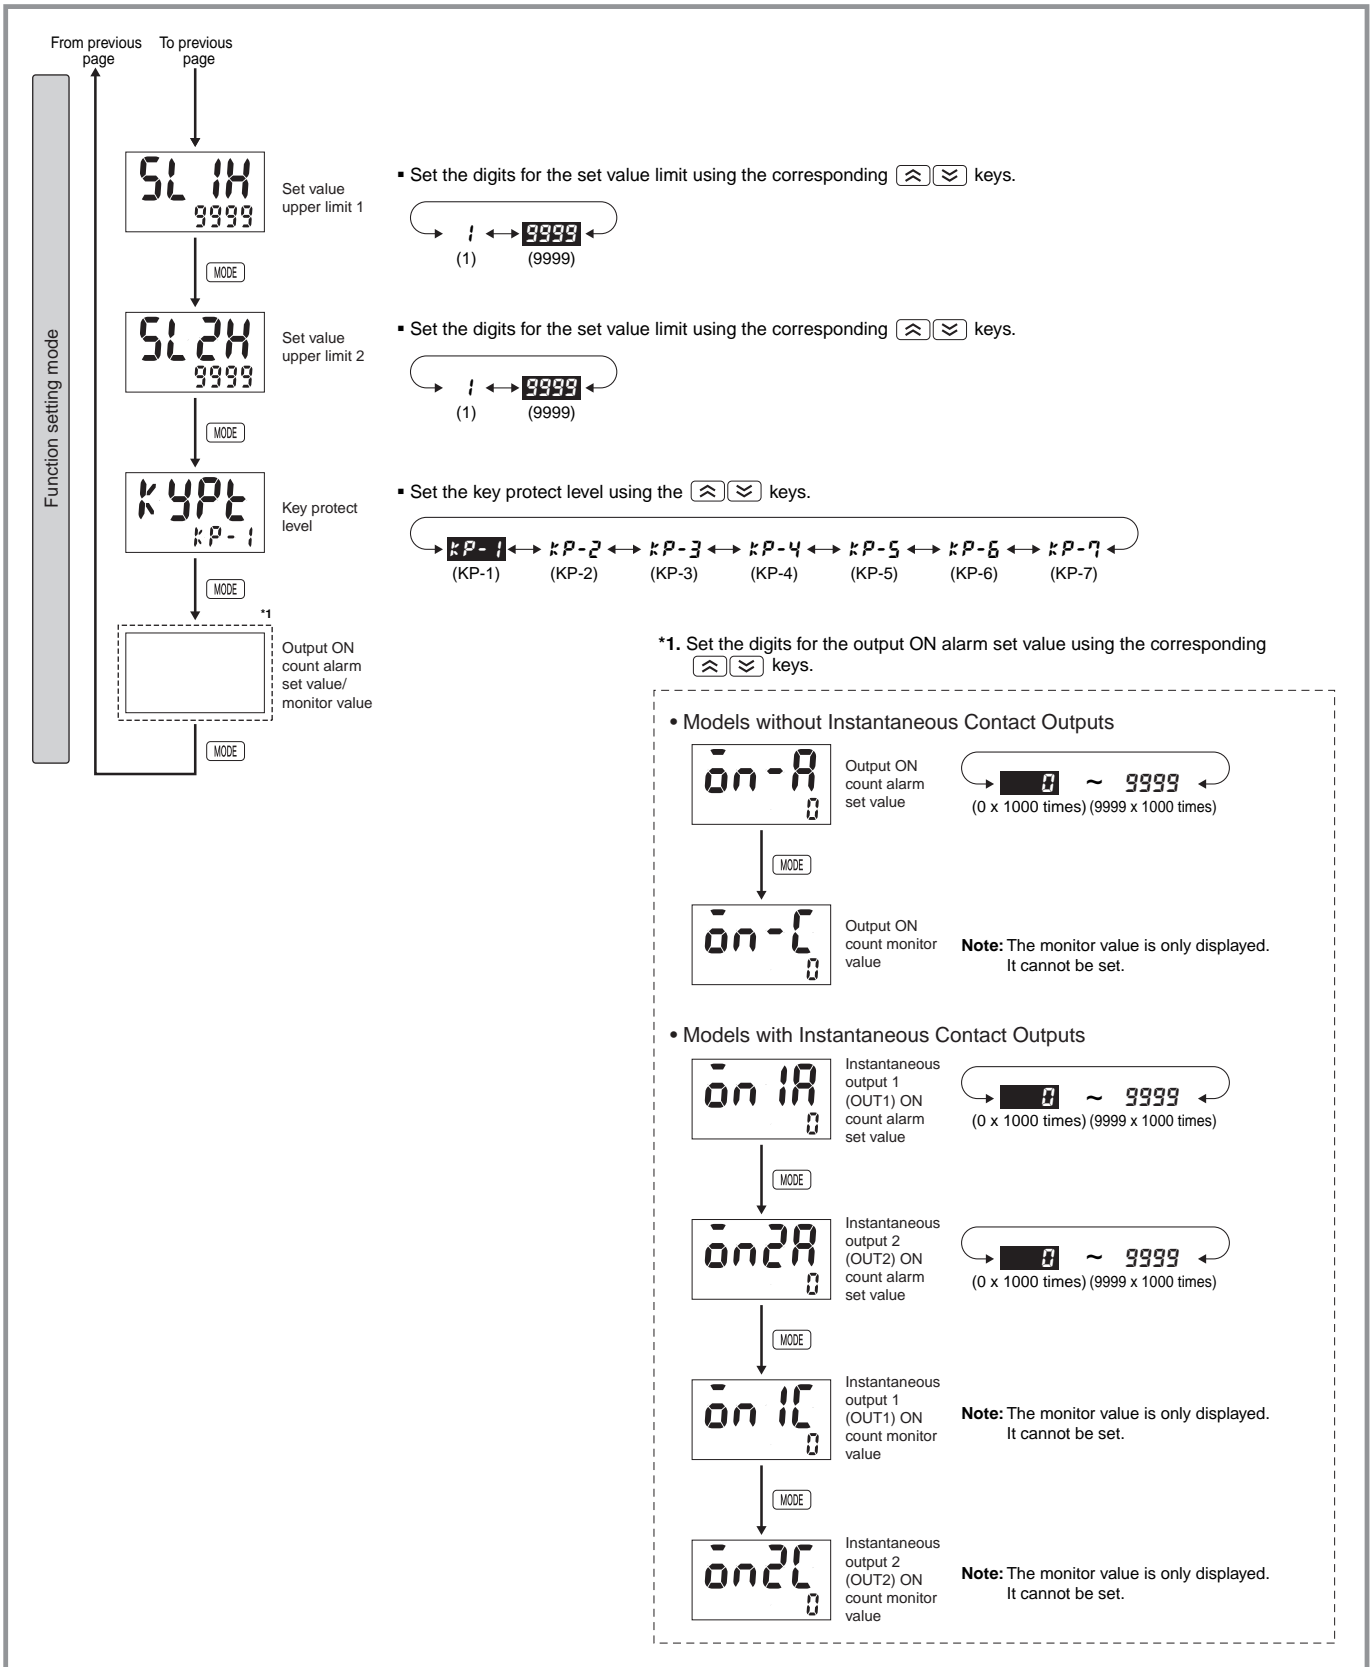 From previous page
To previous page
Function setting mode
SL 1H
9999
Set value
upper limit 1
▪ Set the digits for the set value limit using the corresponding keys.
1 9999
(1) (9999)
MODE
SL2H
9999
Set value
upper limit 2
▪ Set the digits for the set value limit using the corresponding keys.
1 9999
(1) (9999)
MODE
KYPt
KP-1
Key protect
level
▪ Set the key protect level using the keys.
KP-1 KP-2 KP-3 KP-4 KP-5 KP-6 KP-7
(KP-1) (KP-2) (KP-3) (KP-4) (KP-5) (KP-6) (KP-7)
MODE
*1
Output ON
count alarm
set value/
monitor value
MODE
*1. Set the digits for the output ON alarm set value using the corresponding
keys.
• Models without Instantaneous Contact Outputs
ōn-A
0
Output ON
count alarm
set value
0 ~ 9999
(0 x 1000 times) (9999 x 1000 times)
MODE
ōn-C
0
Output ON
count monitor
value
Note: The monitor value is only displayed.
It cannot be set.
• Models with Instantaneous Contact Outputs
ōn 1A
0
Instantaneous
output 1
(OUT1) ON
count alarm
set value
0 ~ 9999
(0 x 1000 times) (9999 x 1000 times)
MODE
ōn2A
0
Instantaneous
output 2
(OUT2) ON
count alarm
set value
0 ~ 9999
(0 x 1000 times) (9999 x 1000 times)
MODE
ōn 1C
0
Instantaneous
output 1
(OUT1) ON
count monitor
value
Note: The monitor value is only displayed.
It cannot be set.
MODE
ōn2C
0
Instantaneous
output 2
(OUT2) ON
count monitor
value
Note: The monitor value is only displayed.
It cannot be set.